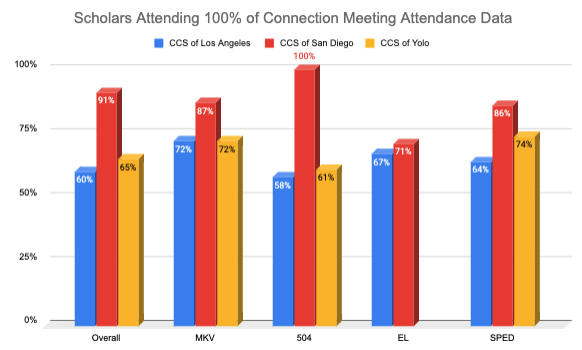 Scholars Attending 100% of Connection Meeting Attendance Data
CCS of Los Angeles CCS of San Diego CCS of Yolo
100%
75%
50%
25%
0%
60% 91% 65%
72% 87% 72%
58% 100% 61%
67% 71%
64% 86% 74%
Overall MKV 504 EL SPED